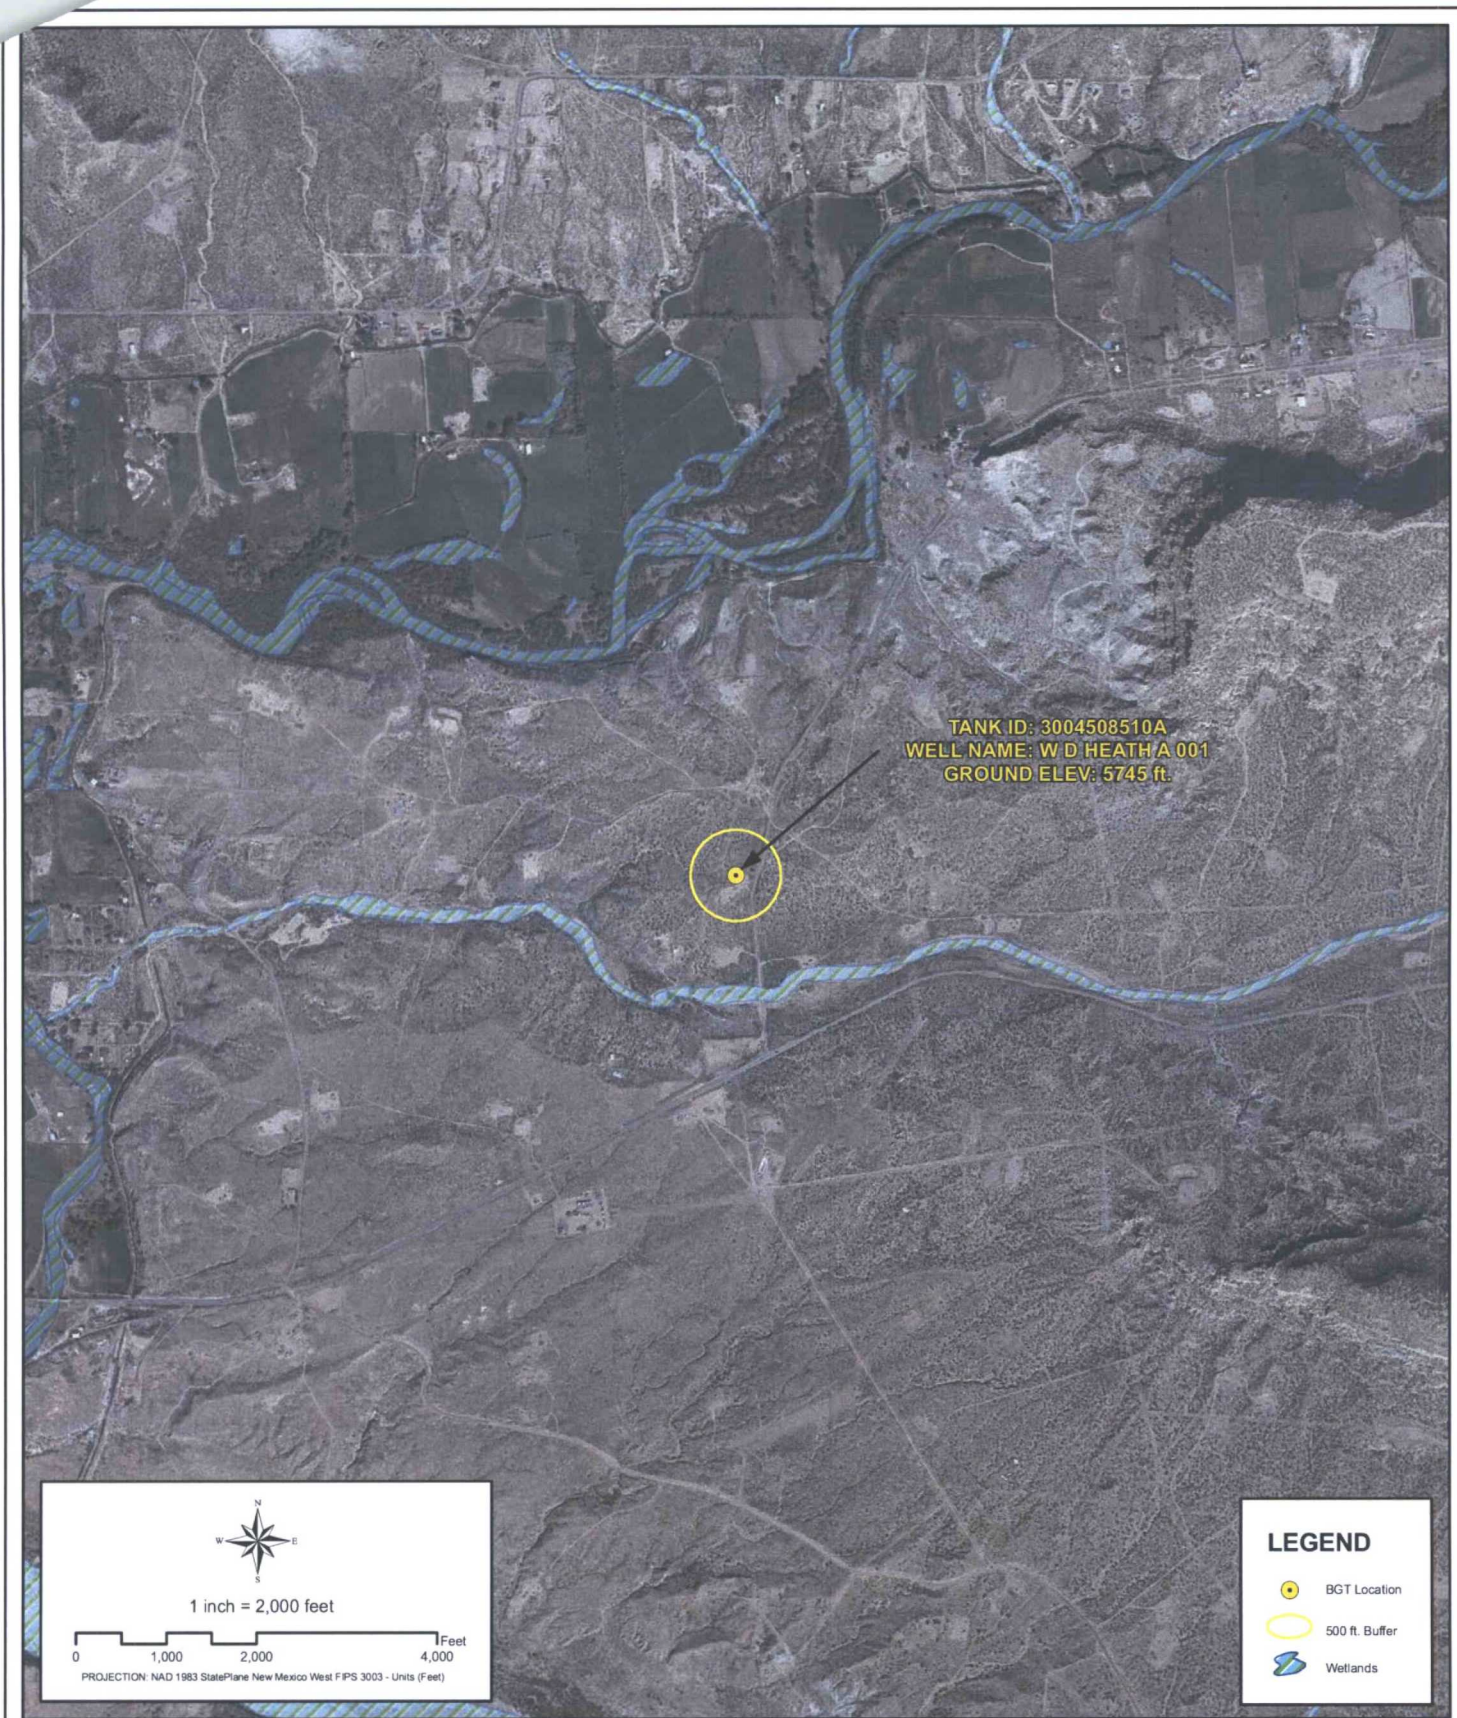 TANK ID: 3004508510A
WELL NAME: W D HEATH A 001
GROUND ELEV: 5745 ft.
N
W E
S
1 inch = 2,000 feet
Feet
0 1,000 2,000 4,000
PROJECTION: NAD 1983 StatePlane New Mexico West FIPS 3003 - Units (Feet)
LEGEND
BGT Location
500 ft. Buffer
Wetlands